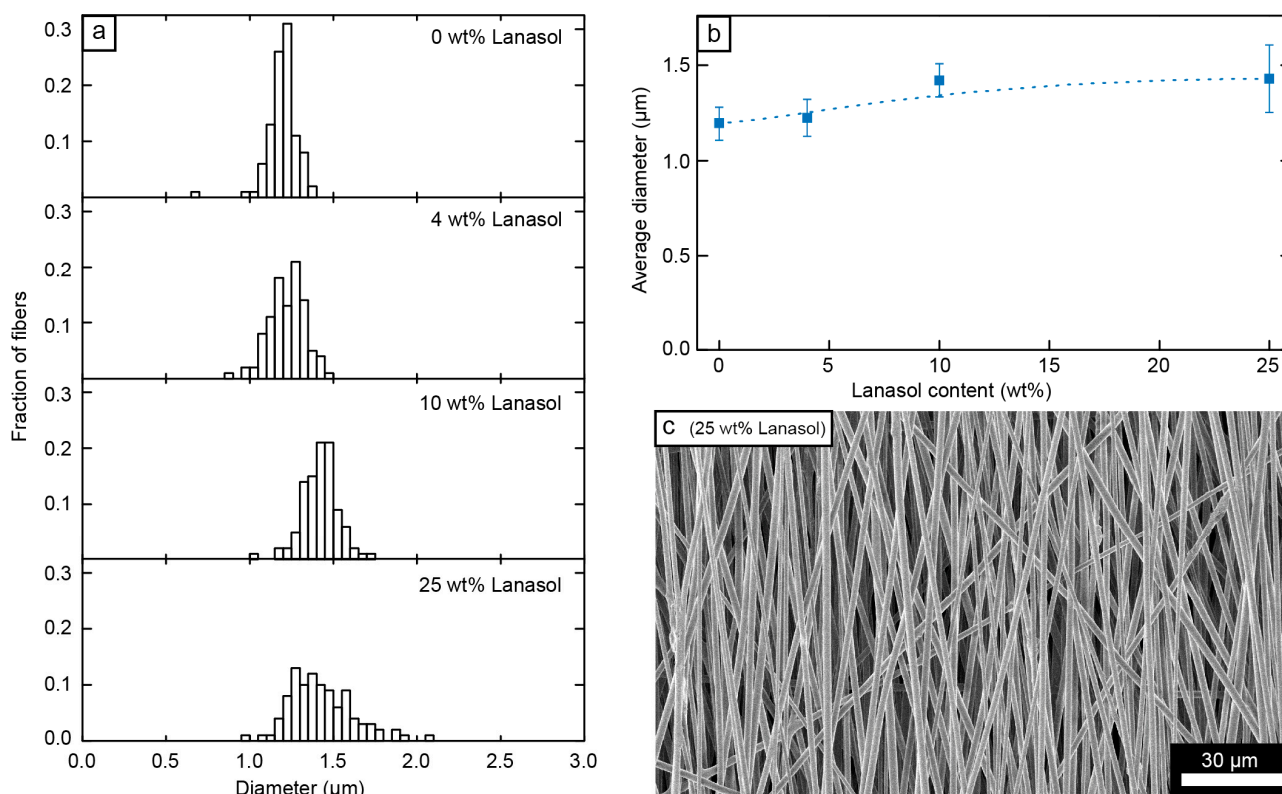 a
0 wt% Lanasol
0.3
0.2
0.1
4 wt% Lanasol
0.3
0.2
0.1
10 wt% Lanasol
0.3
0.2
0.1
25 wt% Lanasol
0.3
0.2
0.1
0.0
0.0 0.5 1.0 1.5 2.0 2.5 3.0
Diameter (μm)
Fraction of fibers
b
1.5
1.0
0.5
0.0
0 5 10 15 20 25
Lanasol content (wt%)
Average diameter (μm)
c (25 wt% Lanasol)
30 μm